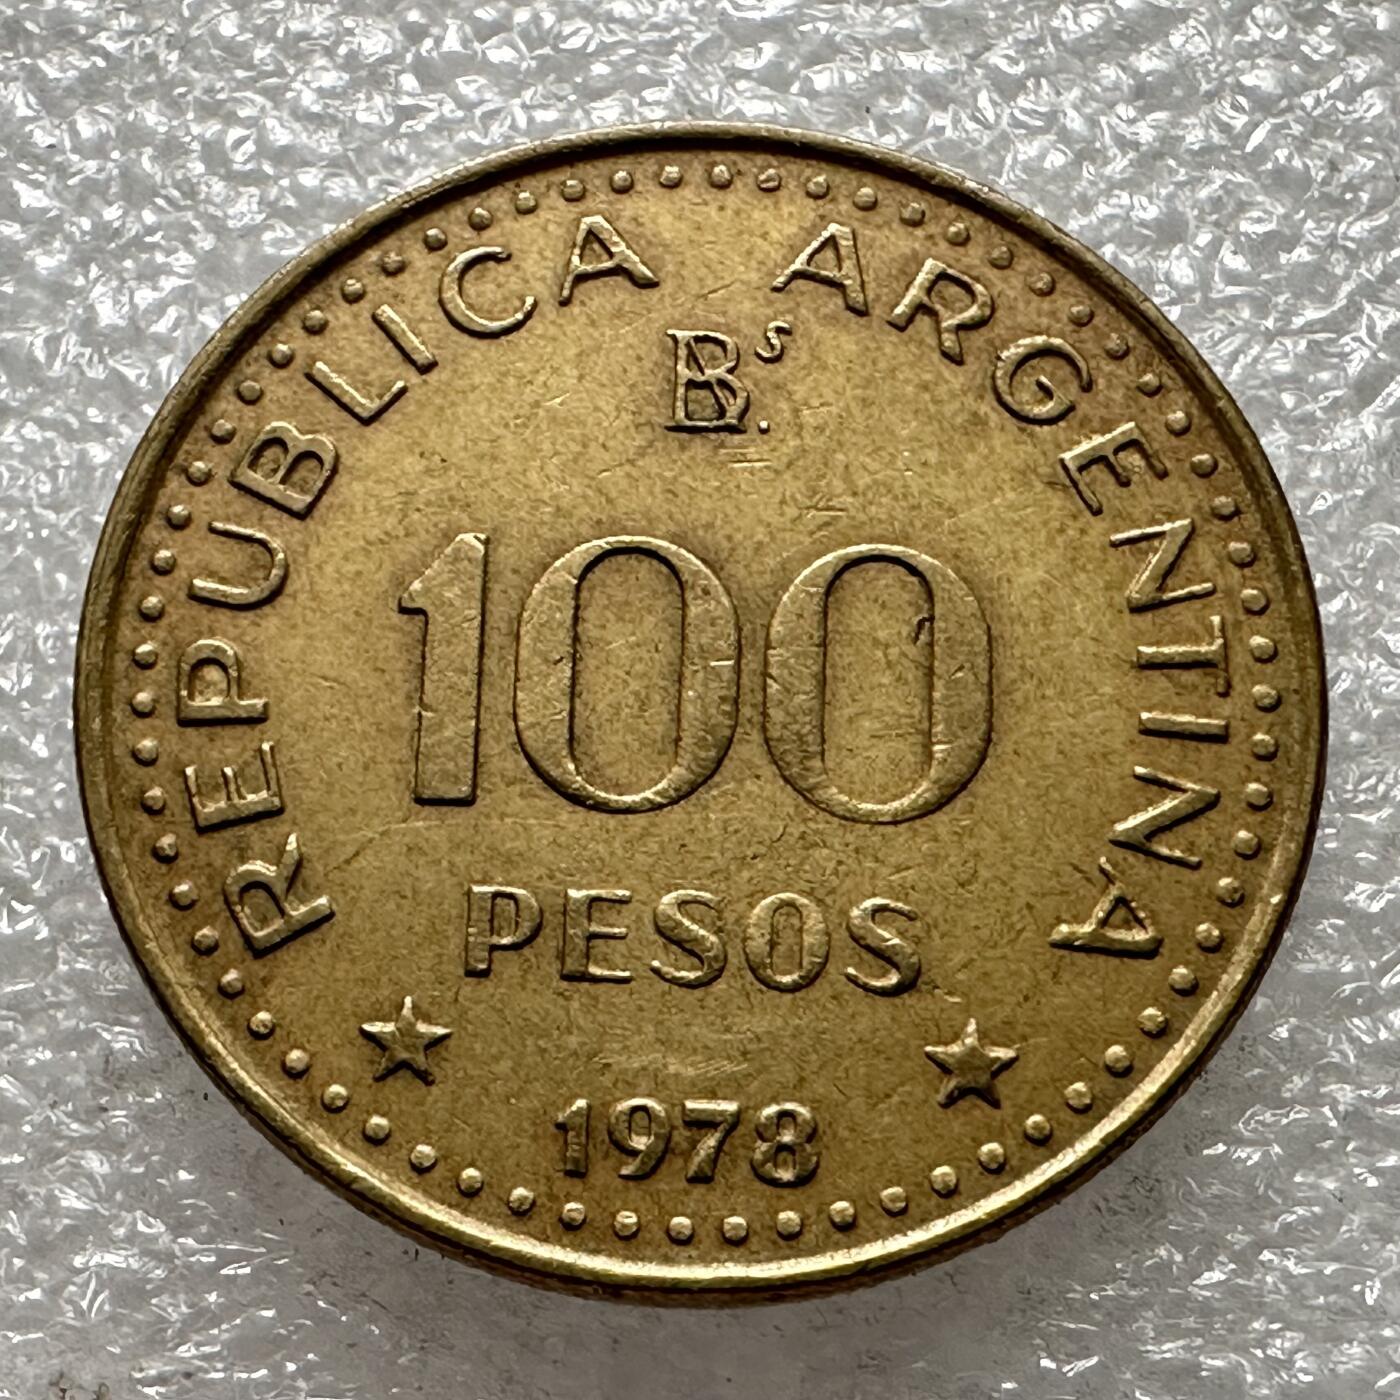 REPUBLICA ARGENTINA
Bs.
100
PESOS
1978